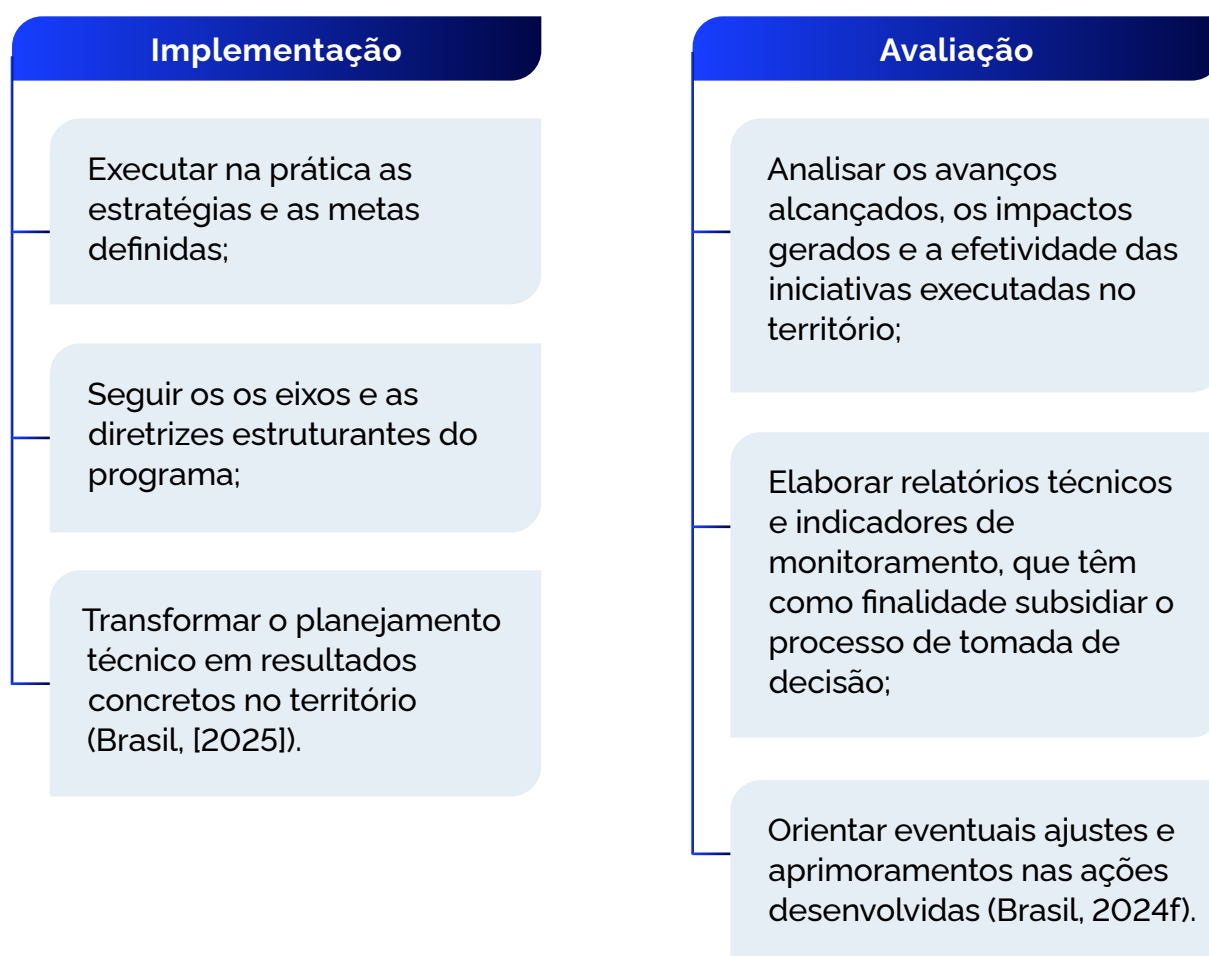 Implementação
Executar na prática as
estratégias e as metas
definidas;
Seguir os os eixos e as
diretrizes estruturantes do
programa;
Transformar o planejamento
técnico em resultados
concretos no território
(Brasil, [2025]).
Avaliação
Analisar os avanços
alcançados, os impactos
gerados e a efetividade das
iniciativas executadas no
território;
Elaborar relatórios técnicos
e indicadores de
monitoramento, que têm
como finalidade subsidiar o
processo de tomada de
decisão;
Orientar eventuais ajustes e
aprimoramentos nas ações
desenvolvidas (Brasil, 2024f).